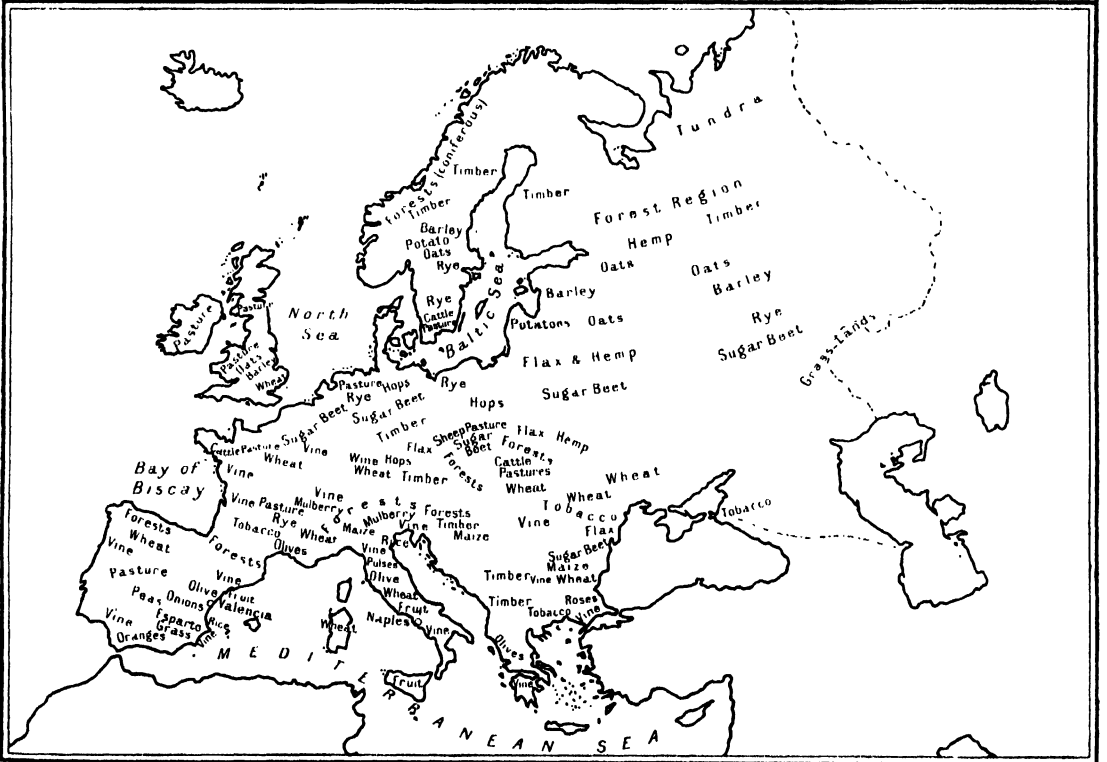 Tundra
Forests (coniferous)
Timber
Timber
Timber
Forest Region
Timber
Hemp
Barley
Potato
Oats
Rye
Oats
Oats
Barley
Barley
Rye
Cattle
Pasture
Baltic Sea
North
Sea
Pasture
Pasture
Pasture
Oats
Barley
Wheat
Potatoes Oats
Rye
Sugar Beet
Grass Lands
Flax & Hemp
Sugar Beet
Pasture Hops
Rye
Rye
Hops
Sugar Beet
Sugar Beet
Timber
Cattle Pasture
Vine
Wheat
Vine
Wine Hops
Wheat Timber
Flax
Sheep Pasture
Sugar
Beet
Flax Hemp
Forests
Forests
Cattle
Pastures
Wheat
Wheat
Wheat
Bay of
Biscay
Vine Pasture
Vine
Mulberry
Forests
Mulberry
Forests
Rye
Tobacco
Wheat
Olives
Maize
Vine
Timber
Maize
Rice
Vine
Tobacco
Flax
Tobacco
Forests
Wheat
Vine
Pasture
Forests
Vine
Olive Fruit
Onions
Valencia
Peas
Esparto
Grass
Rice
Vine
Vine
Oranges
Vine
Pulses
Olive
Wheat
Fruit
Naples
Vine
Wheat
Fruit
Sugar Beet
Maize
Timber Vine Wheat
Timber
Roses
Tobacco Vine
Olives
Vine
MEDITERRANEAN SEA